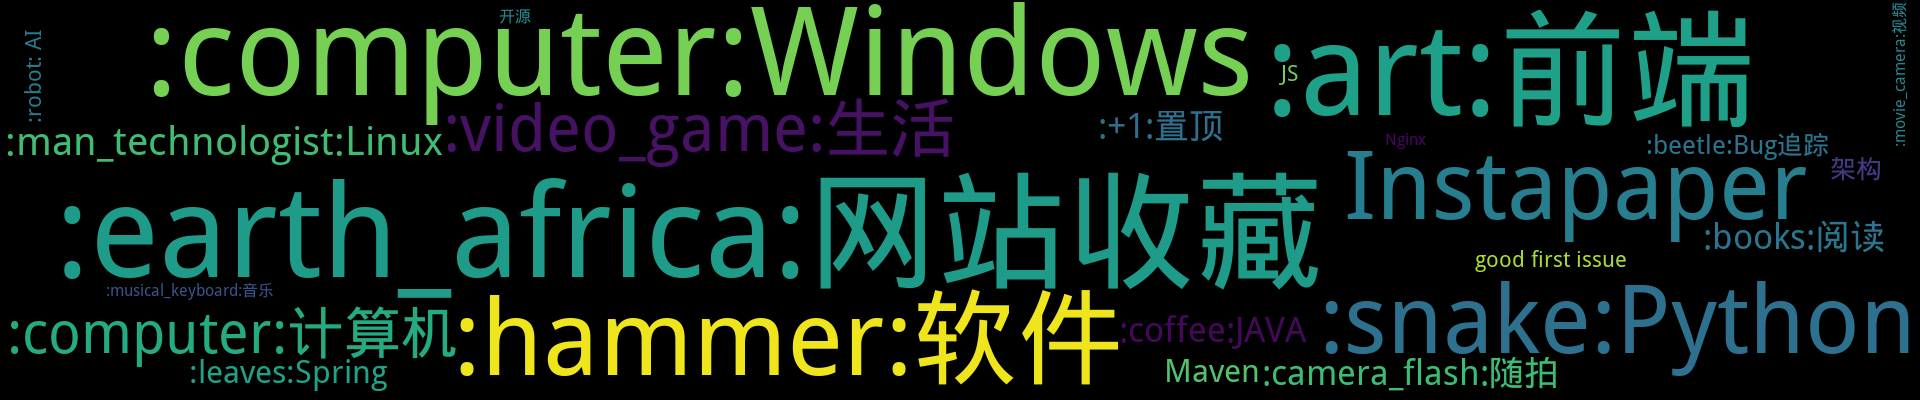 :robot: AI
开源
:computer:Windows
:art:前端
JS
:movie_camera:视频
:man_technologist:Linux
:video_game:生活
:+1:置顶
Nginx
:beetle:Bug追踪
架构
:earth_africa:网站收藏
Instapaper
:books:阅读
good first issue
:musical_keyboard:音乐
:computer:计算机
:hammer:软件
:coffee:JAVA
:snake:Python
:leaves:Spring
Maven
:camera_flash:随拍